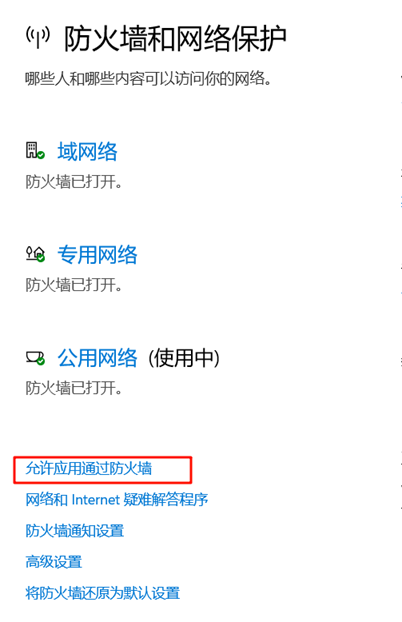 防火墙和网络保护
哪些人和哪些内容可以访问你的网络。
域网络
防火墙已打开。
专用网络
防火墙已打开。
公用网络 (使用中)
防火墙已打开。
允许应用通过防火墙
网络和 Internet 疑难解答程序
防火墙通知设置
高级设置
将防火墙还原为默认设置